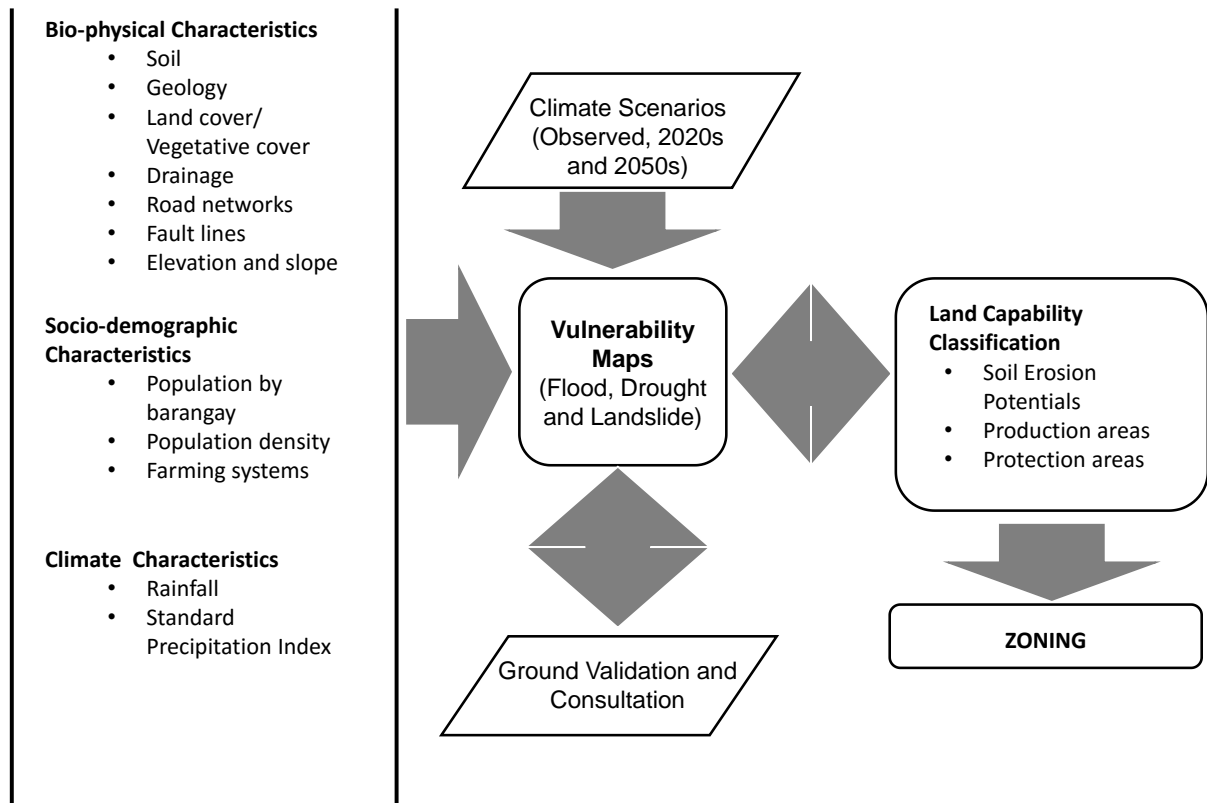 Bio-physical Characteristics
• Soil
• Geology
• Land cover/
Vegetative cover
• Drainage
• Road networks
• Fault lines
• Elevation and slope
Socio-demographic
Characteristics
• Population by
barangay
• Population density
• Farming systems
Climate Characteristics
• Rainfall
• Standard
Precipitation Index
Climate Scenarios
(Observed, 2020s
and 2050s)
Vulnerability
Maps
(Flood, Drought
and Landslide)
Ground Validation and
Consultation
Land Capability
Classification
• Soil Erosion
Potentials
• Production areas
• Protection areas
ZONING